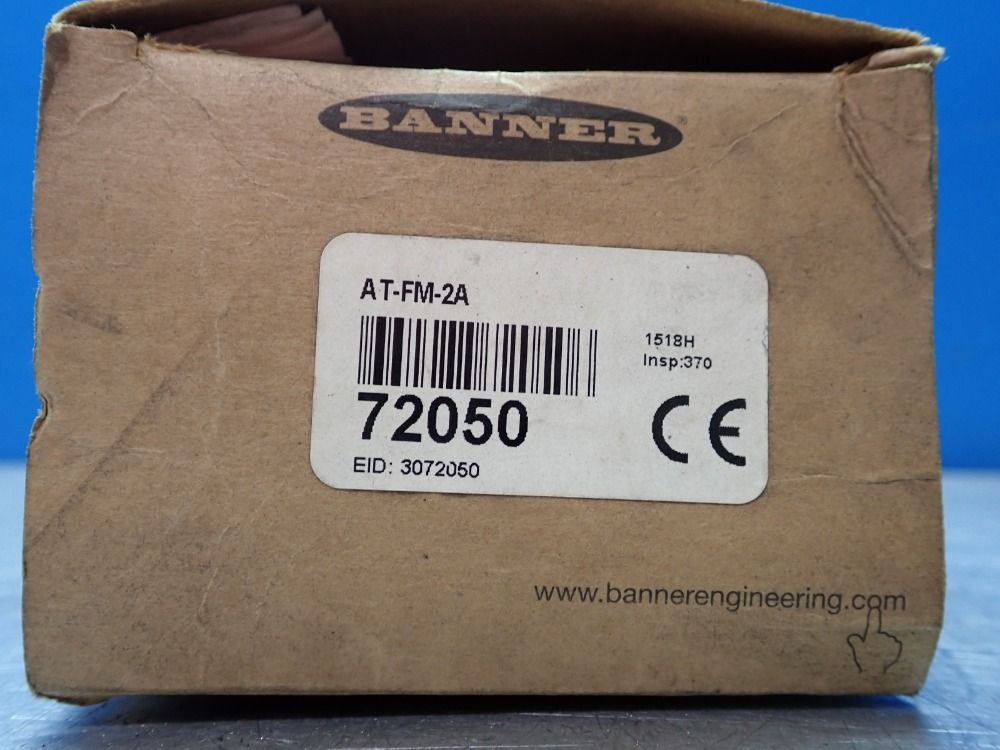 BANNER®
AT-FM-2A
1518H
Insp:370
72050
CE
EID: 3072050
www.bannerengineering.com